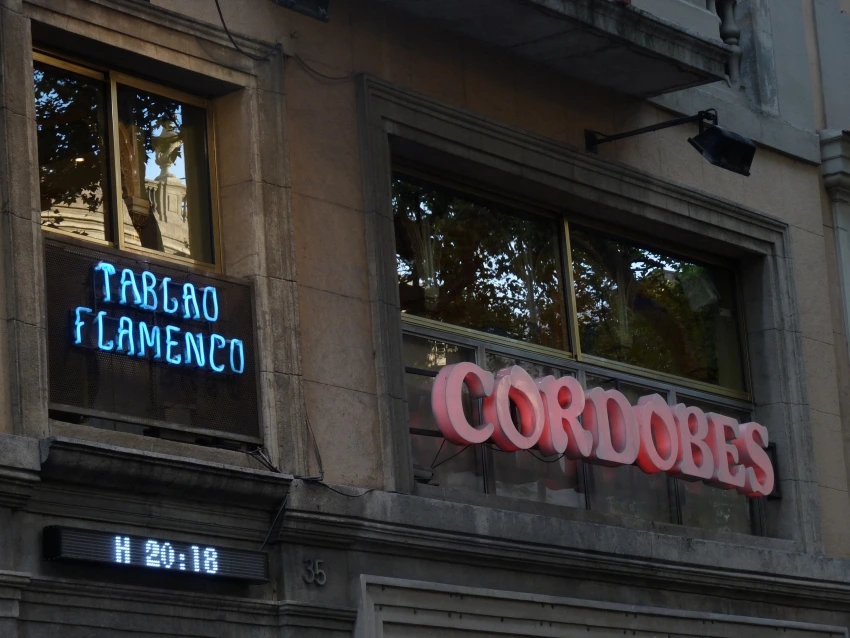 TABLAO
FLAMENCO
CORDOBES
H 20:18
35